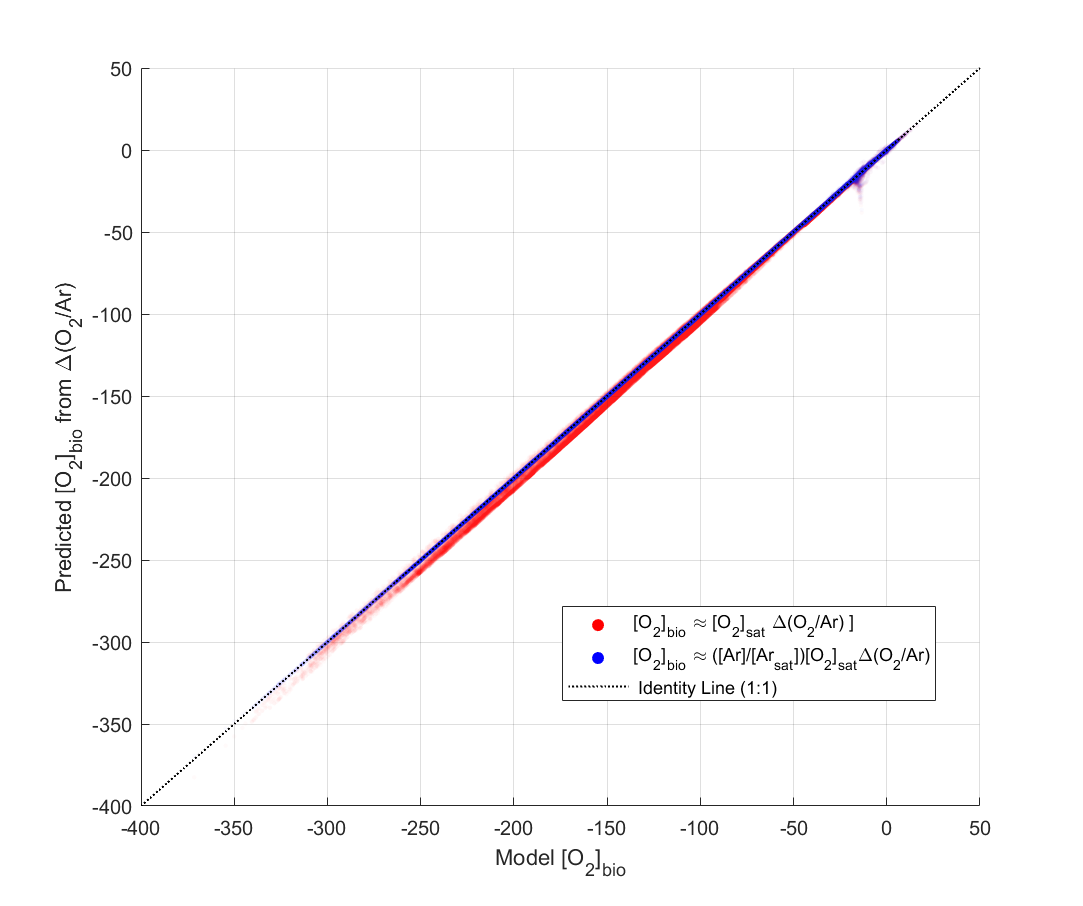 50
0
-50
-100
-150
-200
-250
-300
-350
-400
Predicted [O2]bio from Δ(O2/Ar)
[O2]bio ≈ [O2]sat Δ(O2/Ar) ]
[O2]bio ≈ ([Ar]/[Arsat])[O2]satΔ(O2/Ar)
Identity Line (1:1)
-400 -350 -300 -250 -200 -150 -100 -50 0 50
Model [O2]bio